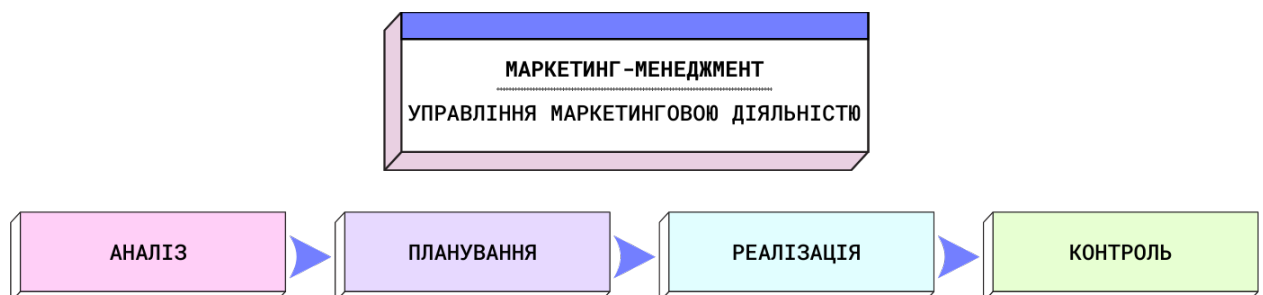 МАРКЕТИНГ-МЕНЕДЖМЕНТ
УПРАВЛІННЯ МАРКЕТИНГОВОЮ ДІЯЛЬНІСТЮ
АНАЛІЗ
ПЛАНУВАННЯ
РЕАЛІЗАЦІЯ
КОНТРОЛЬ